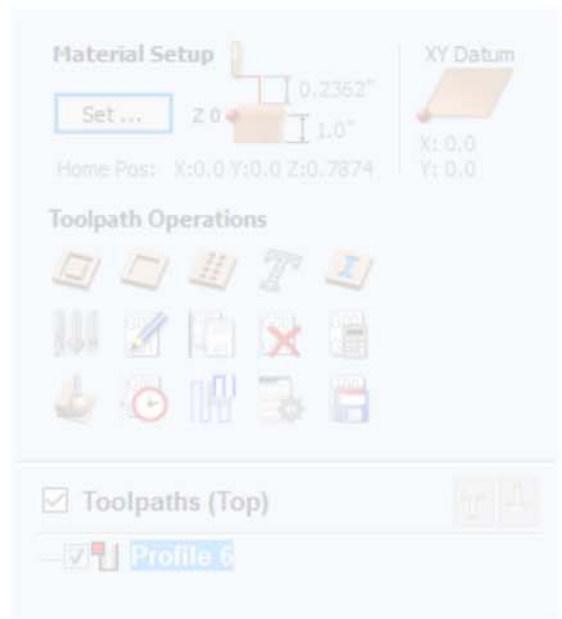 Material Setup
XY Datum
0.2362"
Set ...
Z 0
1.0"
X: 0.0
Y: 0.0
Home Pos: X:0.0 Y:0.0 Z:0.7874
Toolpath Operations
Toolpaths (Top)
Profile 6